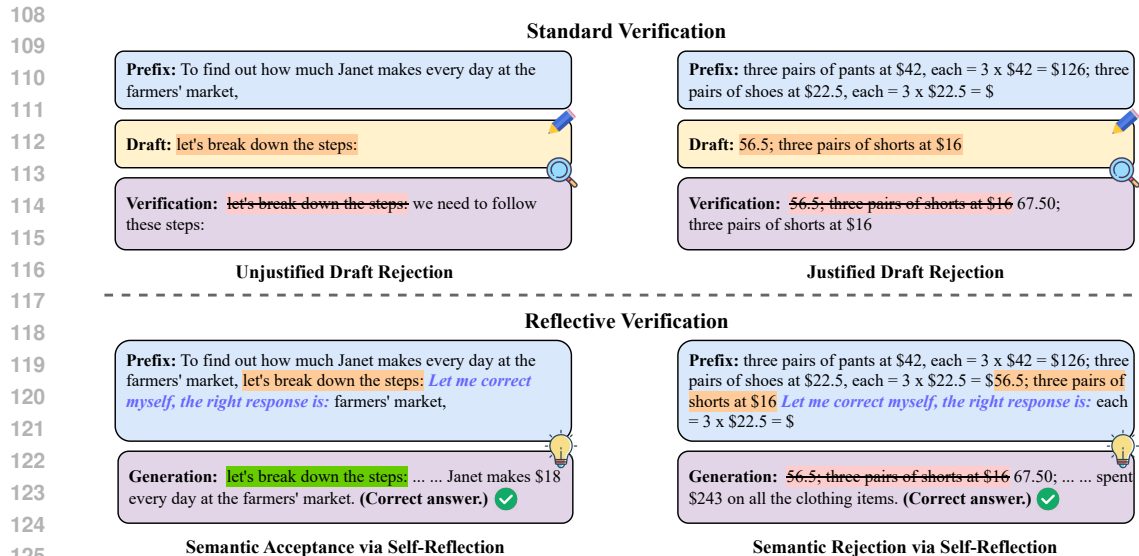 108
109
110
111
112
113
114
115
116
117
118
119
120
121
122
123
124
125
Standard Verification
Prefix: To find out how much Janet makes every day at the
farmers' market,
Draft: let's break down the steps:
Verification: let's break down the steps: we need to follow
these steps:
Unjustified Draft Rejection
Prefix: three pairs of pants at $42, each = 3 x $42 = $126; three
pairs of shoes at $22.5, each = 3 x $22.5 = $
Draft: 56.5; three pairs of shorts at $16
Verification: 56.5; three pairs of shorts at $16 67.50;
three pairs of shorts at $16
Justified Draft Rejection
Reflective Verification
Prefix: To find out how much Janet makes every day at the
farmers' market, let's break down the steps: Let me correct
myself, the right response is: farmers' market,
Generation: let's break down the steps: ... ... Janet makes $18
every day at the farmers' market. (Correct answer.)
Semantic Acceptance via Self-Reflection
Prefix: three pairs of pants at $42, each = 3 x $42 = $126; three
pairs of shoes at $22.5, each = 3 x $22.5 = $56.5; three pairs of
shorts at $16 Let me correct myself, the right response is: each
= 3 x $22.5 = $
Generation: 56.5; three pairs of shorts at $16 67.50; ... ... spent
$243 on all the clothing items. (Correct answer.)
Semantic Rejection via Self-Reflection